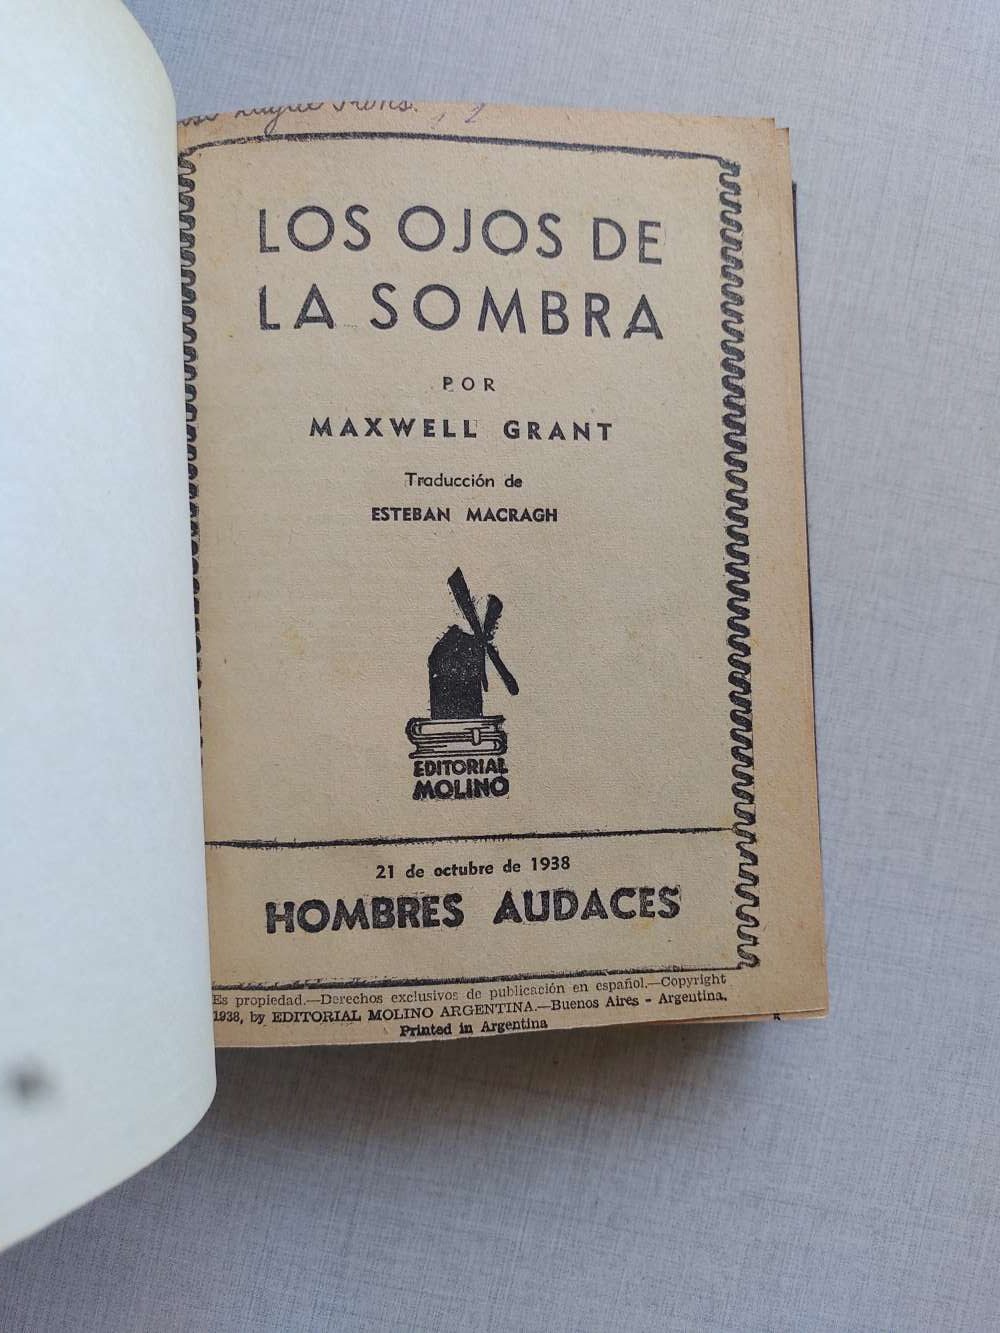 LOS OJOS DE
LA SOMBRA
POR
MAXWELL GRANT
Traducción de
ESTEBAN MACRAGH
EDITORIAL
MOLINO
21 de octubre de 1938
HOMBRES AUDACES
Es propiedad.—Derechos exclusivos de publicación en español.—Copyright
1938, by EDITORIAL MOLINO ARGENTINA.—Buenos Aires - Argentina.
Printed in Argentina